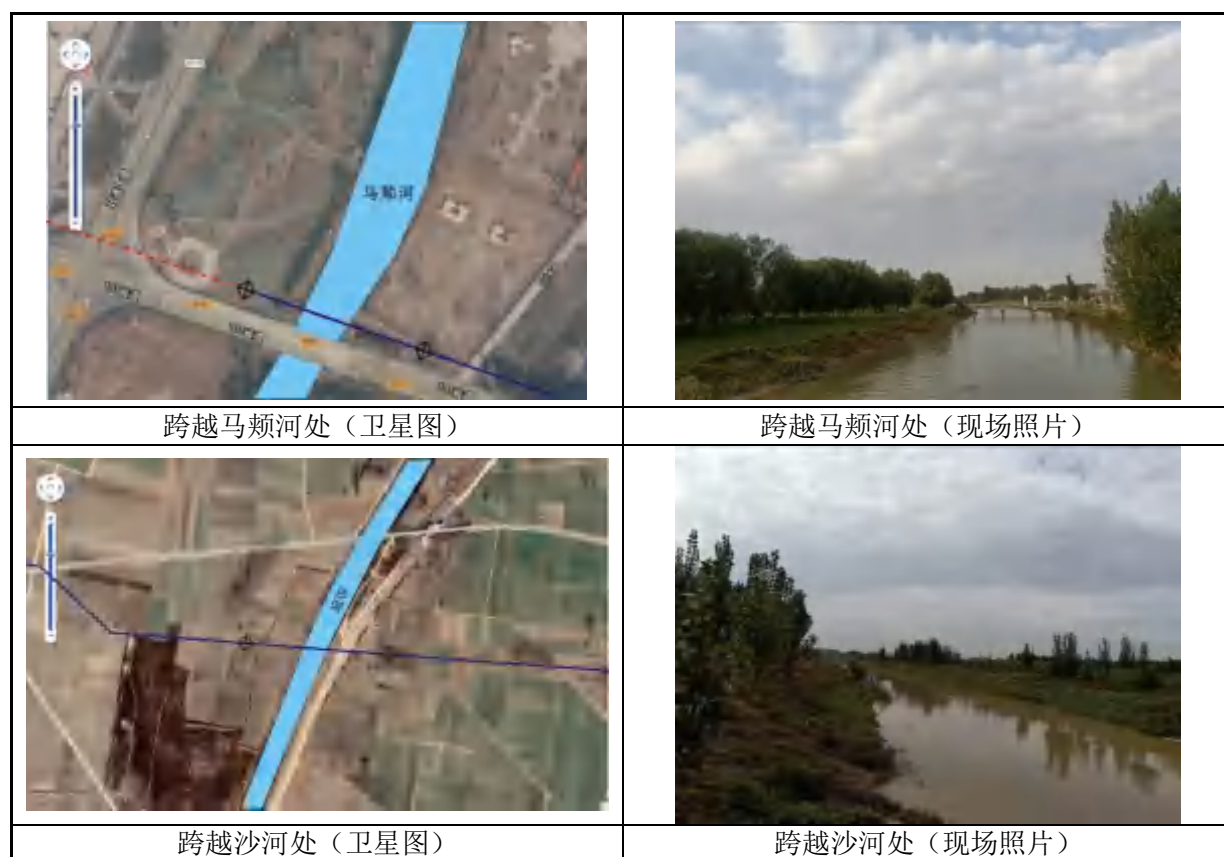 马颊河
跨越马颊河处（卫星图）
跨越马颊河处（现场照片）
沙河
跨越沙河处（卫星图）
跨越沙河处（现场照片）